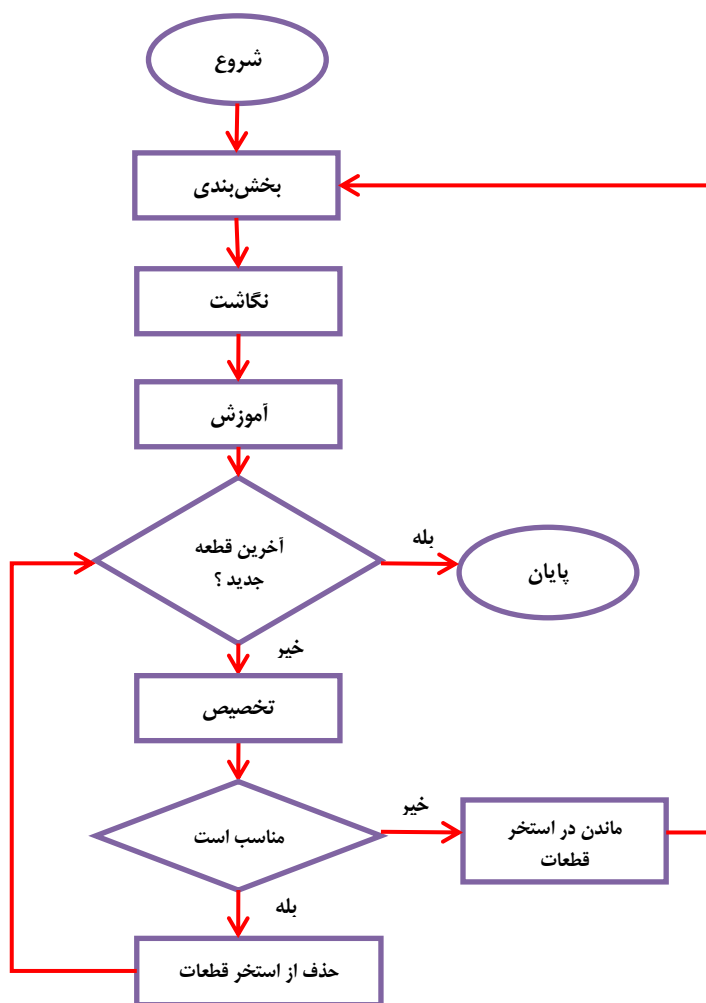 شروع
بخش‌بندی
نگاشت
آموزش
آخرین قطعه
جدید ؟
بله
پایان
خیر
تخصیص
مناسب است
خیر
ماندن در استخر
قطعات
بله
حذف از استخر قطعات